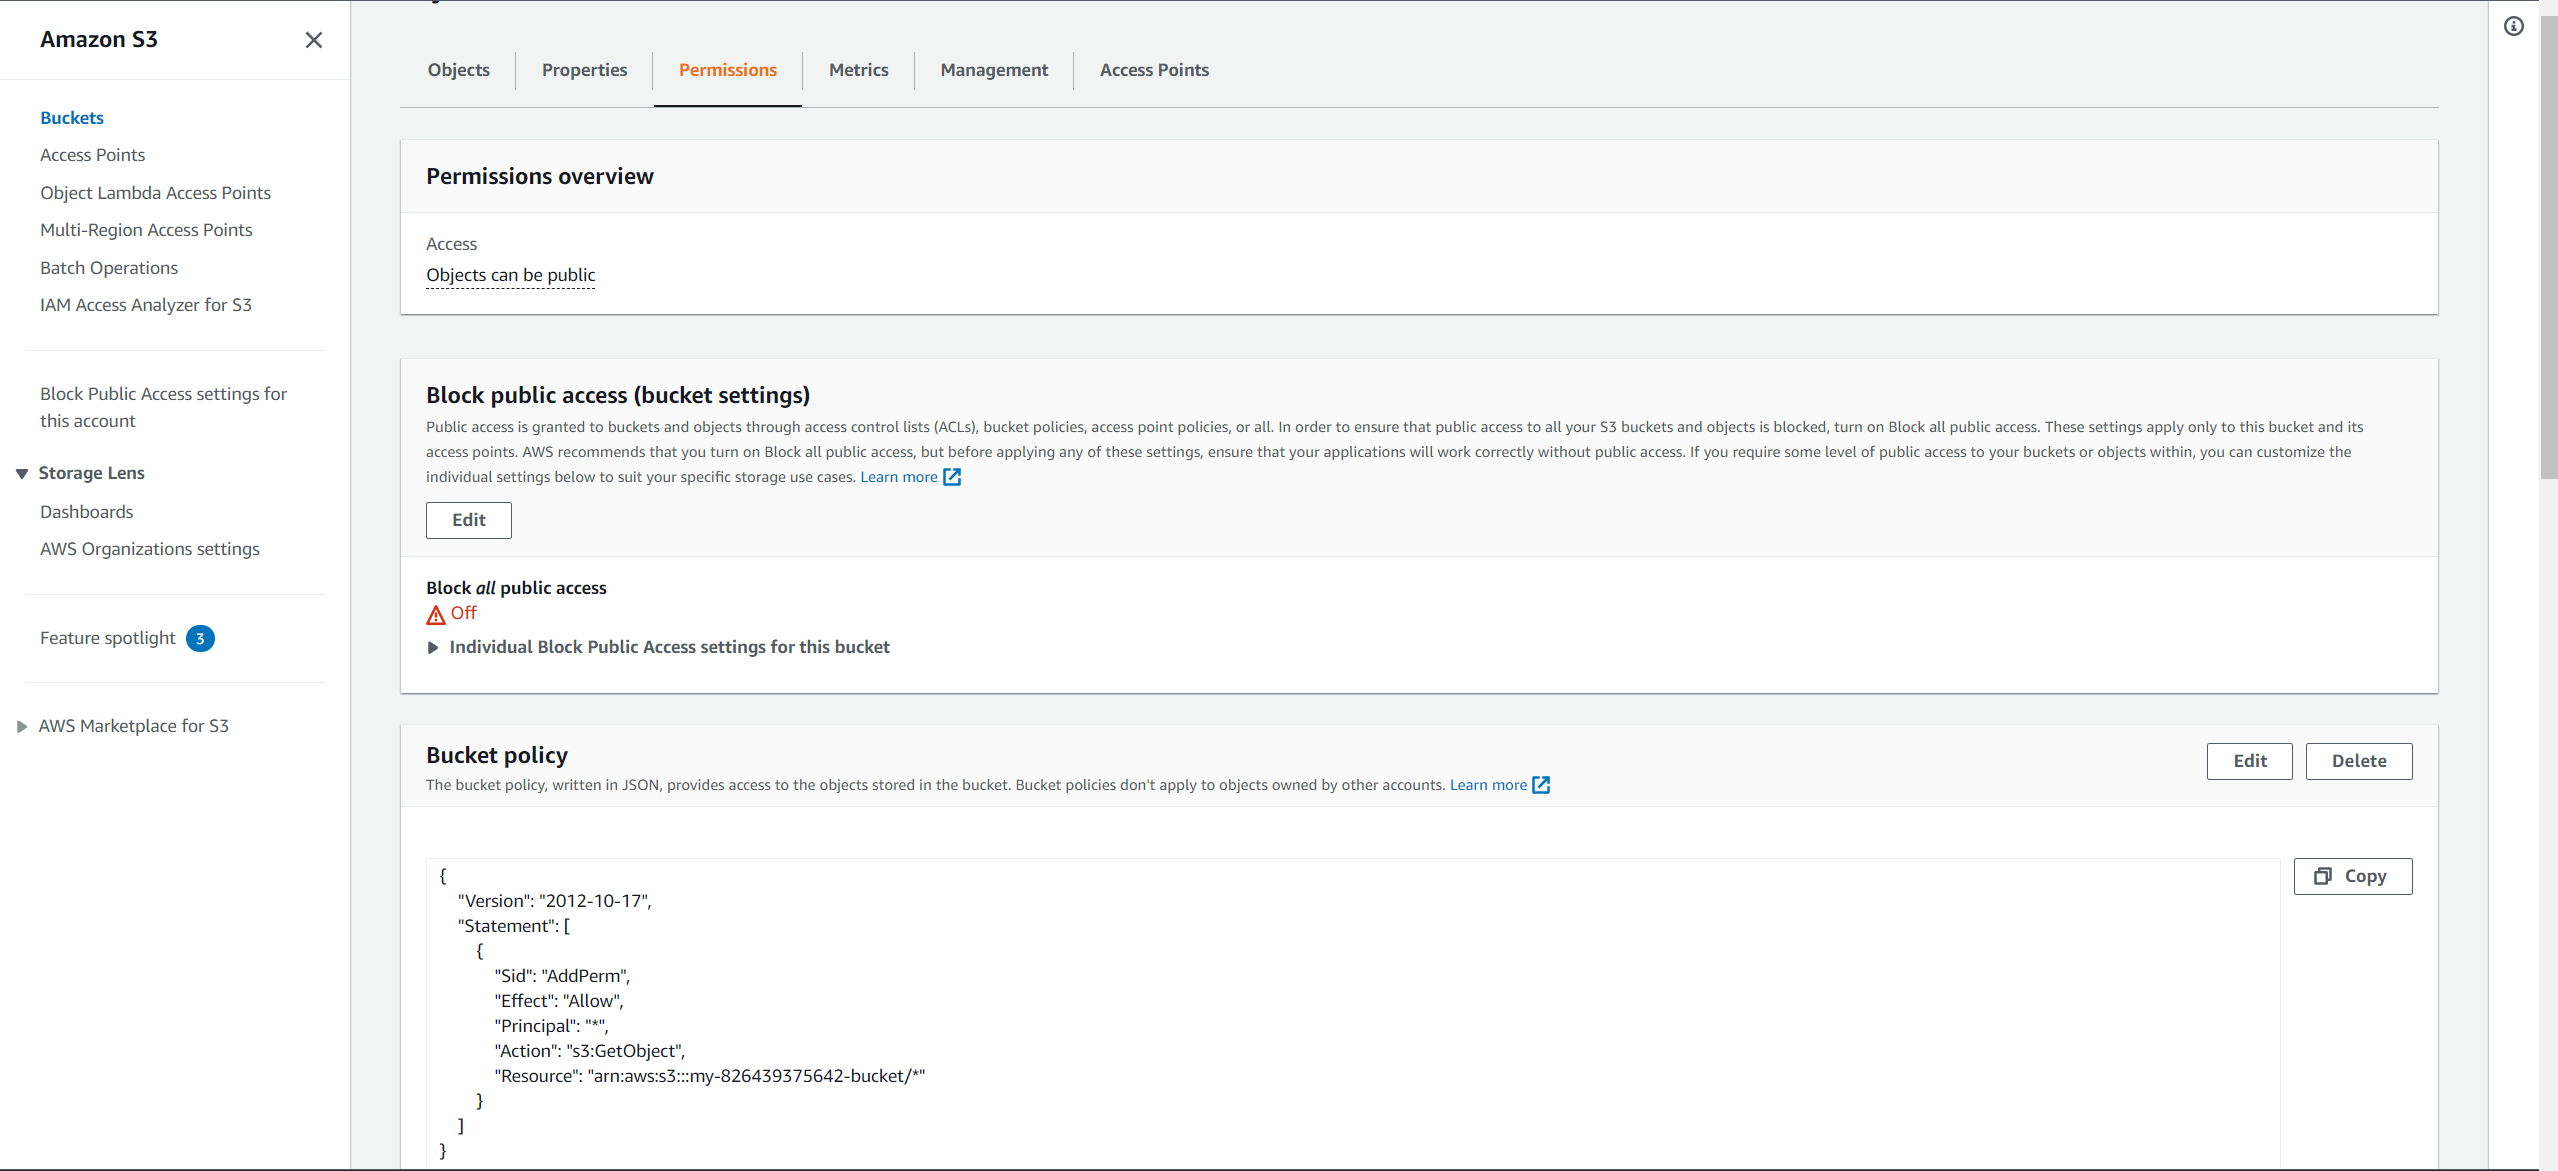 Amazon S3
Buckets
Access Points
Object Lambda Access Points
Multi-Region Access Points
Batch Operations
IAM Access Analyzer for S3
Block Public Access settings for
this account
Storage Lens
Dashboards
AWS Organizations settings
Feature spotlight 3
AWS Marketplace for S3
Objects Properties Permissions Metrics Management Access Points
Permissions overview
Access
Objects can be public
Block public access (bucket settings)
Public access is granted to buckets and objects through access control lists (ACLs), bucket policies, access point policies, or all. In order to ensure that public access to all your S3 buckets and objects is blocked, turn on Block all public access. These settings apply only to this bucket and its
access points. AWS recommends that you turn on Block all public access, but before applying any of these settings, ensure that your applications will work correctly without public access. If you require some level of public access to your buckets or objects within, you can customize the
individual settings below to suit your specific storage use cases. Learn more
Edit
Block all public access
Off
Individual Block Public Access settings for this bucket
Bucket policy
Edit Delete
The bucket policy, written in JSON, provides access to the objects stored in the bucket. Bucket policies don't apply to objects owned by other accounts. Learn more
Copy
{
"Version": "2012-10-17",
"Statement": [
{
"Sid": "AddPerm",
"Effect": "Allow",
"Principal": "*",
"Action": "s3:GetObject",
"Resource": "arn:aws:s3:::my-826439375642-bucket/*"
}
]
}